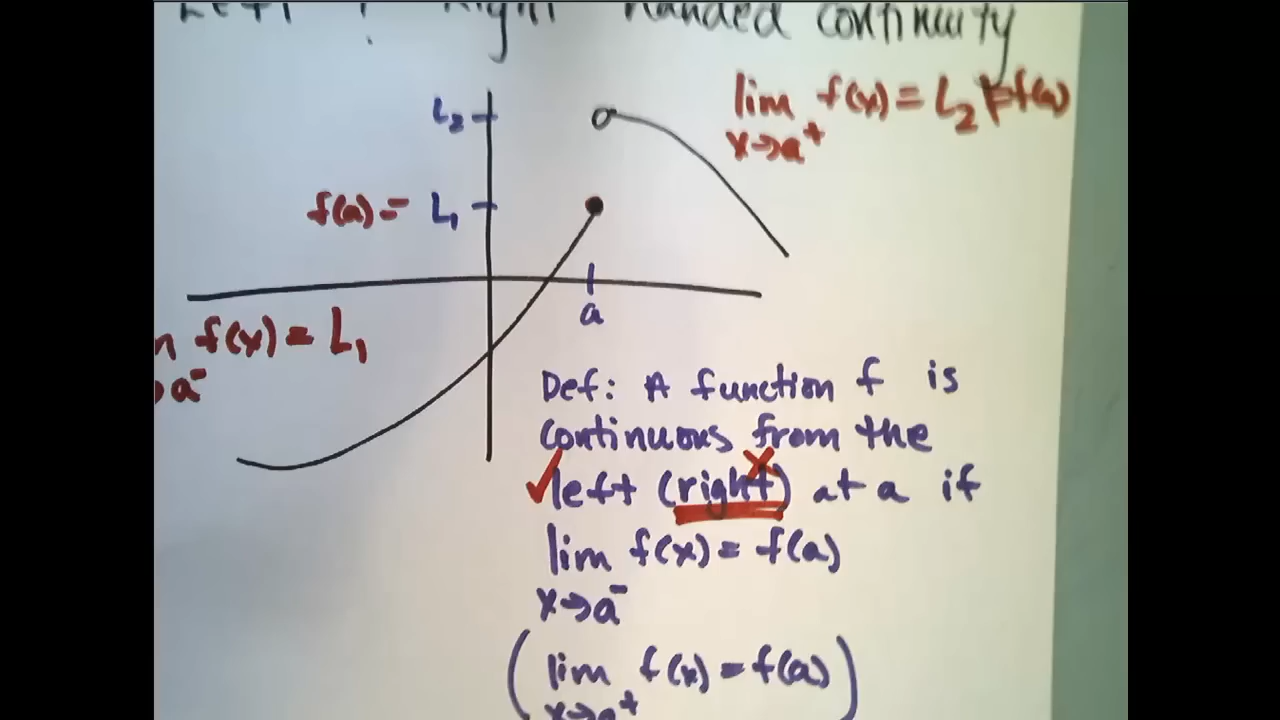 Left & Right Handed continuity
lim f(x) = L₂ ≠ f(a)
x→a⁺
L₂
f(a) = L₁
a
f(x) = L₁
a⁻
Def: A function f is
continuous from the
left (right) at a if
lim f(x) = f(a)
x→a⁻
(lim f(x) = f(a))
x→a⁺